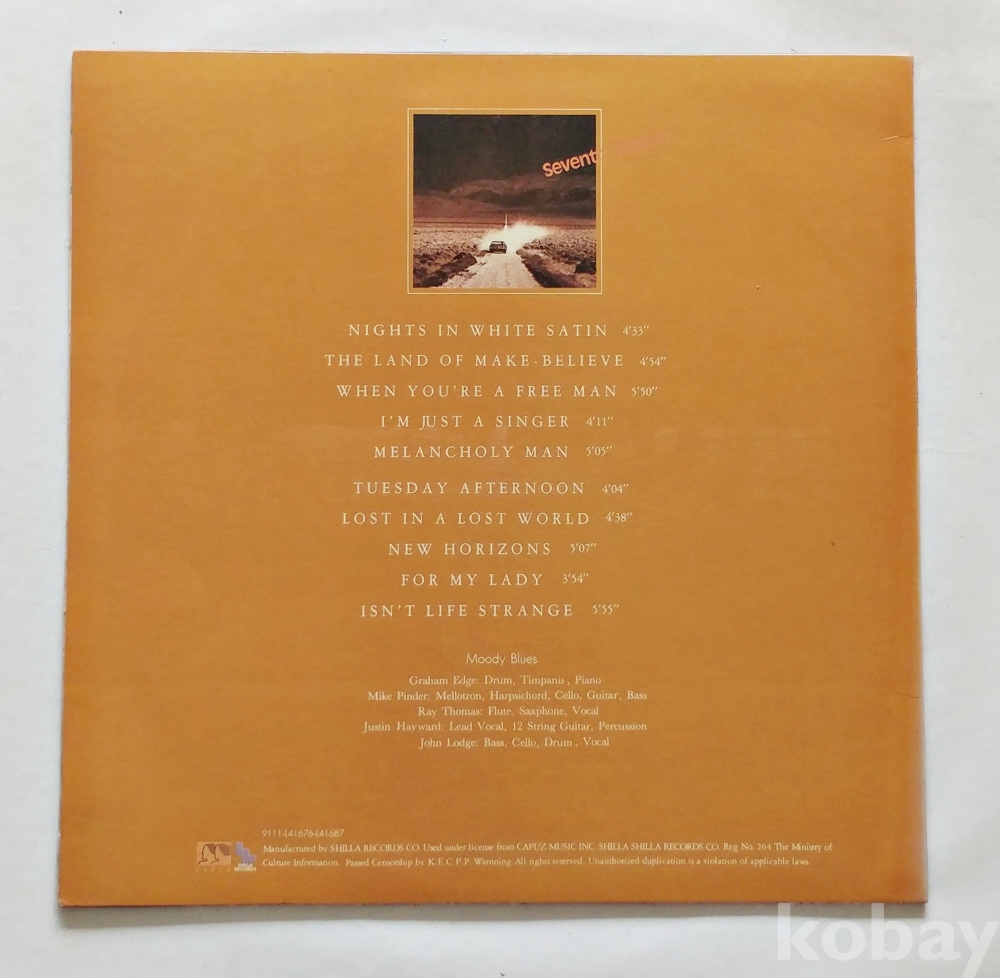 Sevent
NIGHTS IN WHITE SATIN 4'33"
THE LAND OF MAKE-BELIEVE 4'54"
WHEN YOU'RE A FREE MAN 5'50"
I'M JUST A SINGER 4'11"
MELANCHOLY MAN 5'05"
TUESDAY AFTERNOON 4'04"
LOST IN A LOST WORLD 4'38"
NEW HORIZONS 5'07"
FOR MY LADY 3'54"
ISN'T LIFE STRANGE 5'55"
Moody Blues
Graham Edge: Drum, Timpanis, Piano
Mike Pinder: Mellotron, Harpsichord, Cello, Guitar, Bass
Ray Thomas: Flute, Saxphone, Vocal
Justin Hayward: Lead Vocal, 12 String Guitar, Percussion
John Lodge: Bass, Cello, Drum, Vocal
9111-L41676-L41687
Manufactured by SHILLA RECORDS CO. Used under license from CAPUZ MUSIC INC. SHILLA SHILLA RECORDS CO. Reg No. 264 The Ministry of
Culture Information. Passed Censorship by K.E.C.P.P. Warnning: All rights reserved. Unauthorized duplication is a violation of applicable laws.
kobay